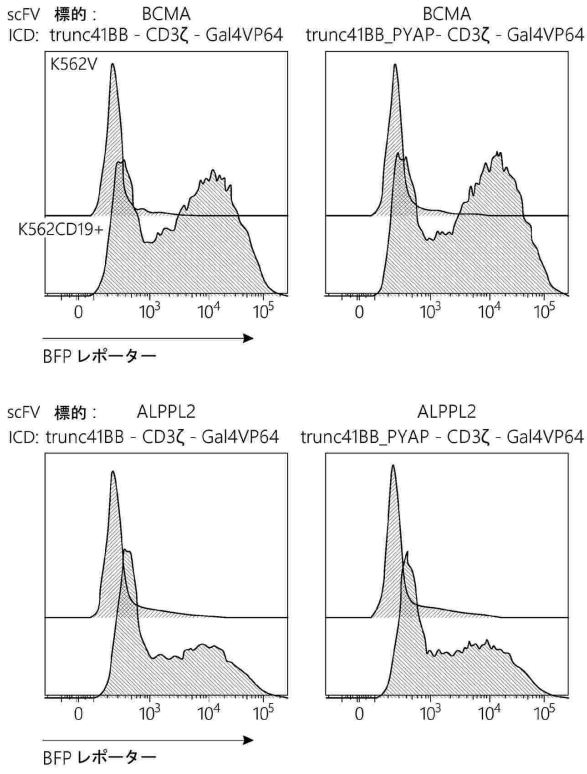 scFV 標的 : BCMA BCMA
ICD: trunc41BB - CD3ζ - Gal4VP64 trunc41BB_PYAP- CD3ζ - Gal4VP64
K562V
K562CD19+
0 10³ 10⁴ 10⁵ 0 10³ 10⁴ 10⁵
BFP レポーター
scFV 標的 : ALPPL2 ALPPL2
ICD: trunc41BB - CD3ζ - Gal4VP64 trunc41BB_PYAP - CD3ζ - Gal4VP64
0 10³ 10⁴ 10⁵ 0 10³ 10⁴ 10⁵
BFP レポーター